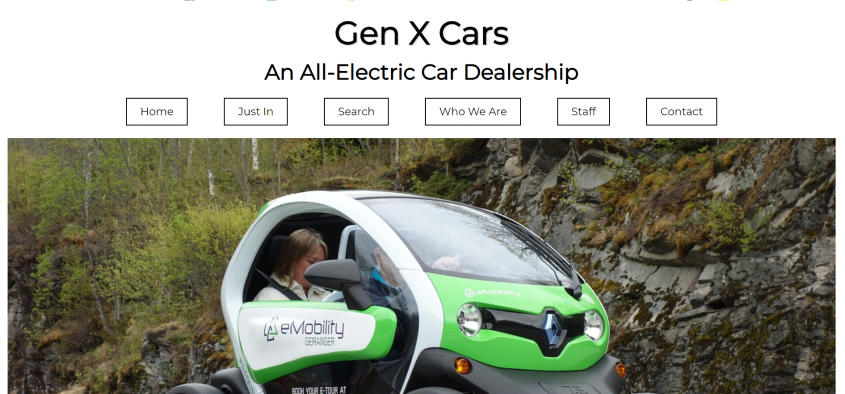 Gen X Cars
An All-Electric Car Dealership
Home
Just In
Search
Who We Are
Staff
Contact
eMobility
eMobility
GEIRANGER
BOOK YOUR E-TOUR AT